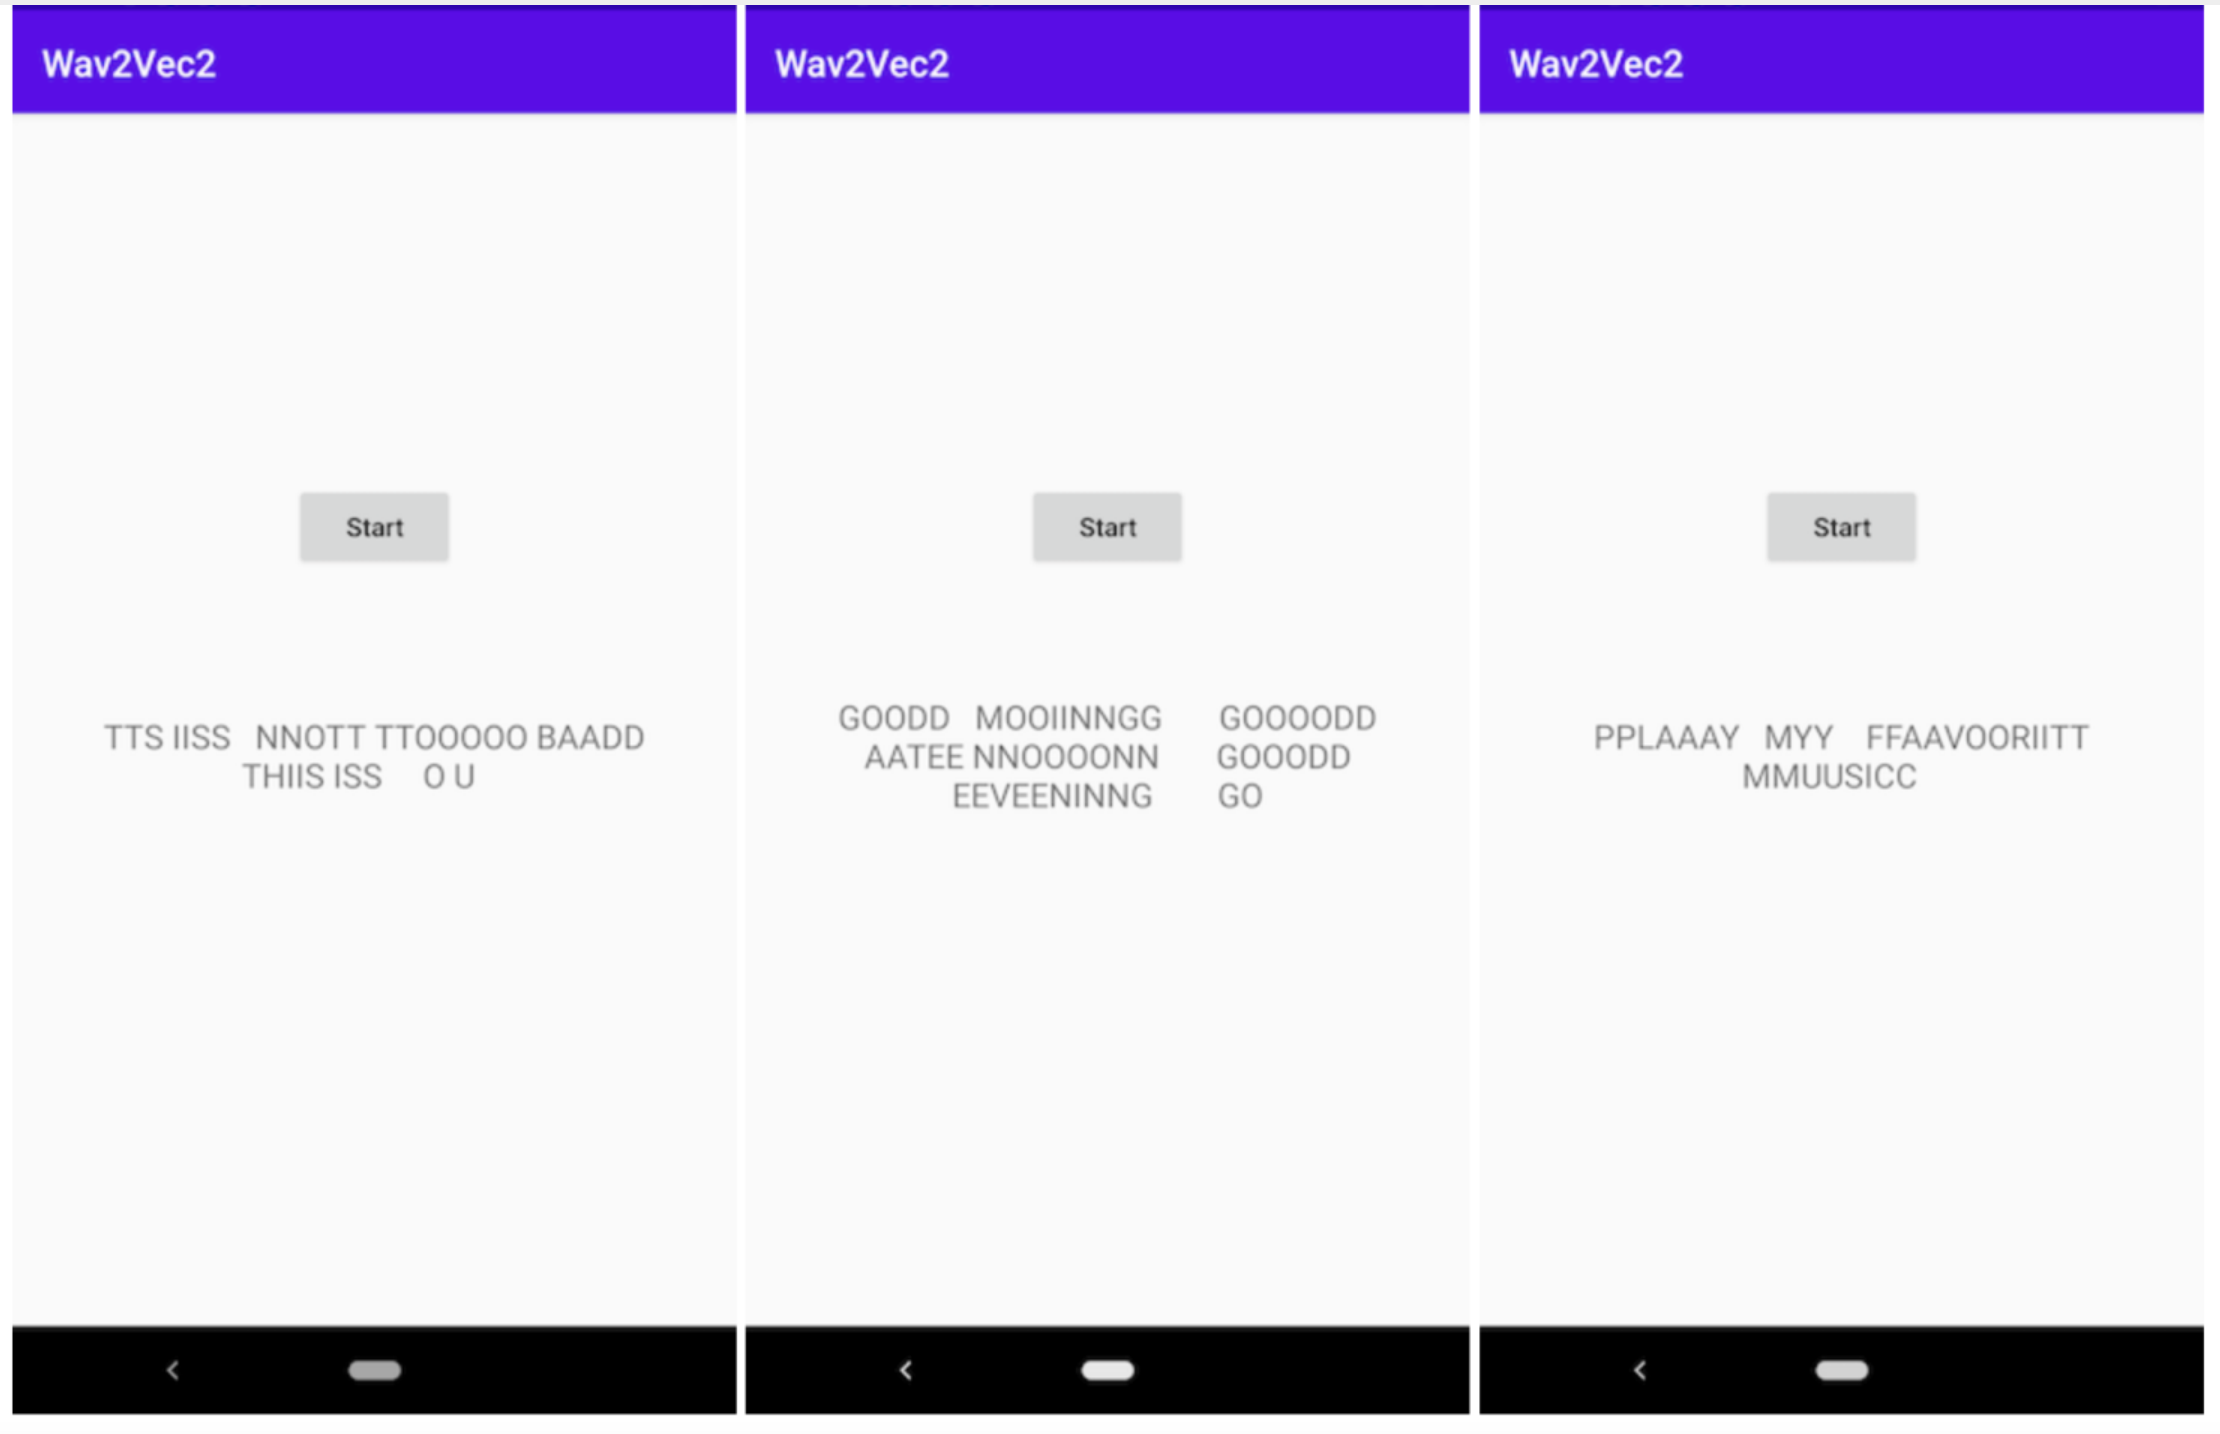 Wav2Vec2
Start
TTS IISS NNOTT TTOOOOO BAADD
THIIS ISS O U
Wav2Vec2
Start
GOODD MOOIINNGG GOOOODD
AATEE NNOOOONN GOOODD
EEVEENINNG GO
Wav2Vec2
Start
PPLAAAY MYY FFAAVOORIITT
MMUUSICC